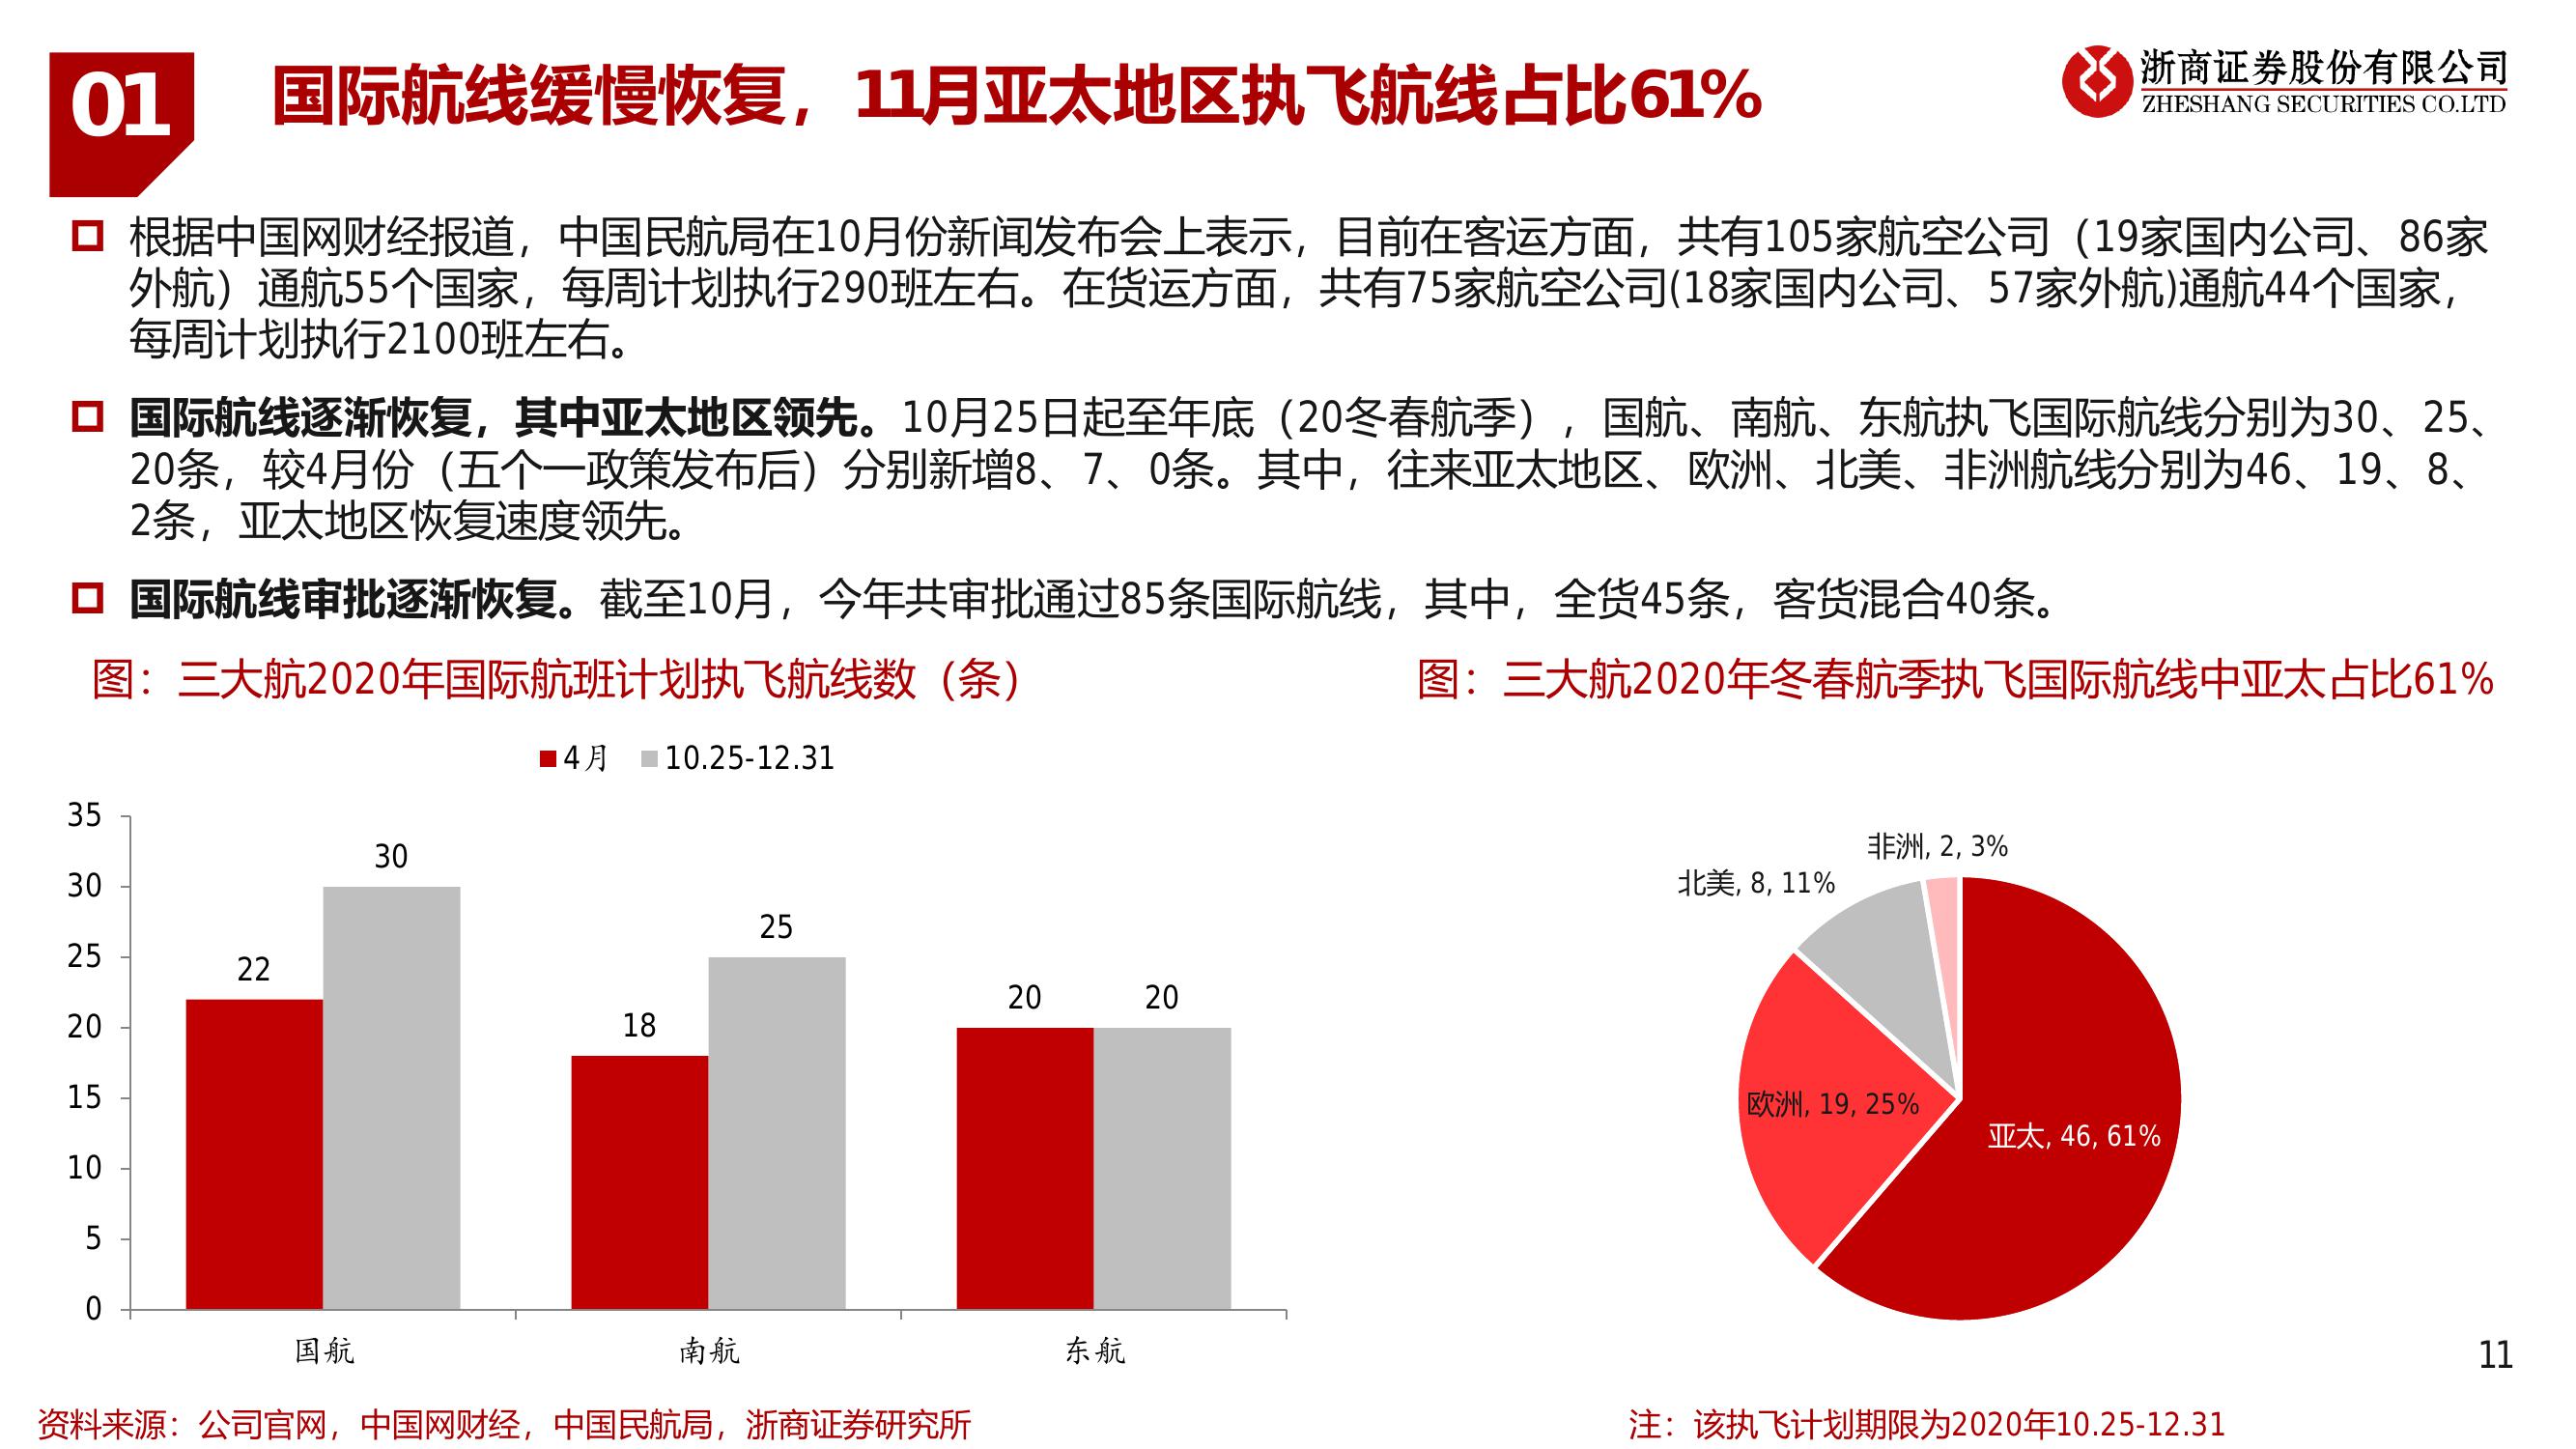 01
国际航线缓慢恢复，11月亚太地区执飞航线占比61%
浙商证券股份有限公司
ZHESHANG SECURITIES CO.LTD
根据中国网财经报道，中国民航局在10月份新闻发布会上表示，目前在客运方面，共有105家航空公司（19家国内公司、86家
外航）通航55个国家，每周计划执行290班左右。在货运方面，共有75家航空公司(18家国内公司、57家外航)通航44个国家，
每周计划执行2100班左右。
国际航线逐渐恢复，其中亚太地区领先。10月25日起至年底（20冬春航季），国航、南航、东航执飞国际航线分别为30、25、
20条，较4月份（五个一政策发布后）分别新增8、7、0条。其中，往来亚太地区、欧洲、北美、非洲航线分别为46、19、8、
2条，亚太地区恢复速度领先。
国际航线审批逐渐恢复。截至10月，今年共审批通过85条国际航线，其中，全货45条，客货混合40条。
图：三大航2020年国际航班计划执飞航线数（条）
4月 10.25-12.31
35
30
25
20
15
10
5
0
22
30
18
25
20
20
国航
南航
东航
图：三大航2020年冬春航季执飞国际航线中亚太占比61%
非洲, 2, 3%
北美, 8, 11%
欧洲, 19, 25%
亚太, 46, 61%
11
资料来源：公司官网，中国网财经，中国民航局，浙商证券研究所
注：该执飞计划期限为2020年10.25-12.31